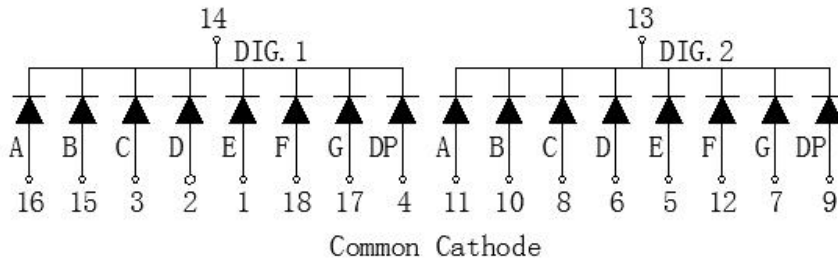 14 13
DIG. 1 DIG. 2
A B C D E F G DP A B C D E F G DP
16 15 3 2 1 18 17 4 11 10 8 6 5 12 7 9
Common Cathode